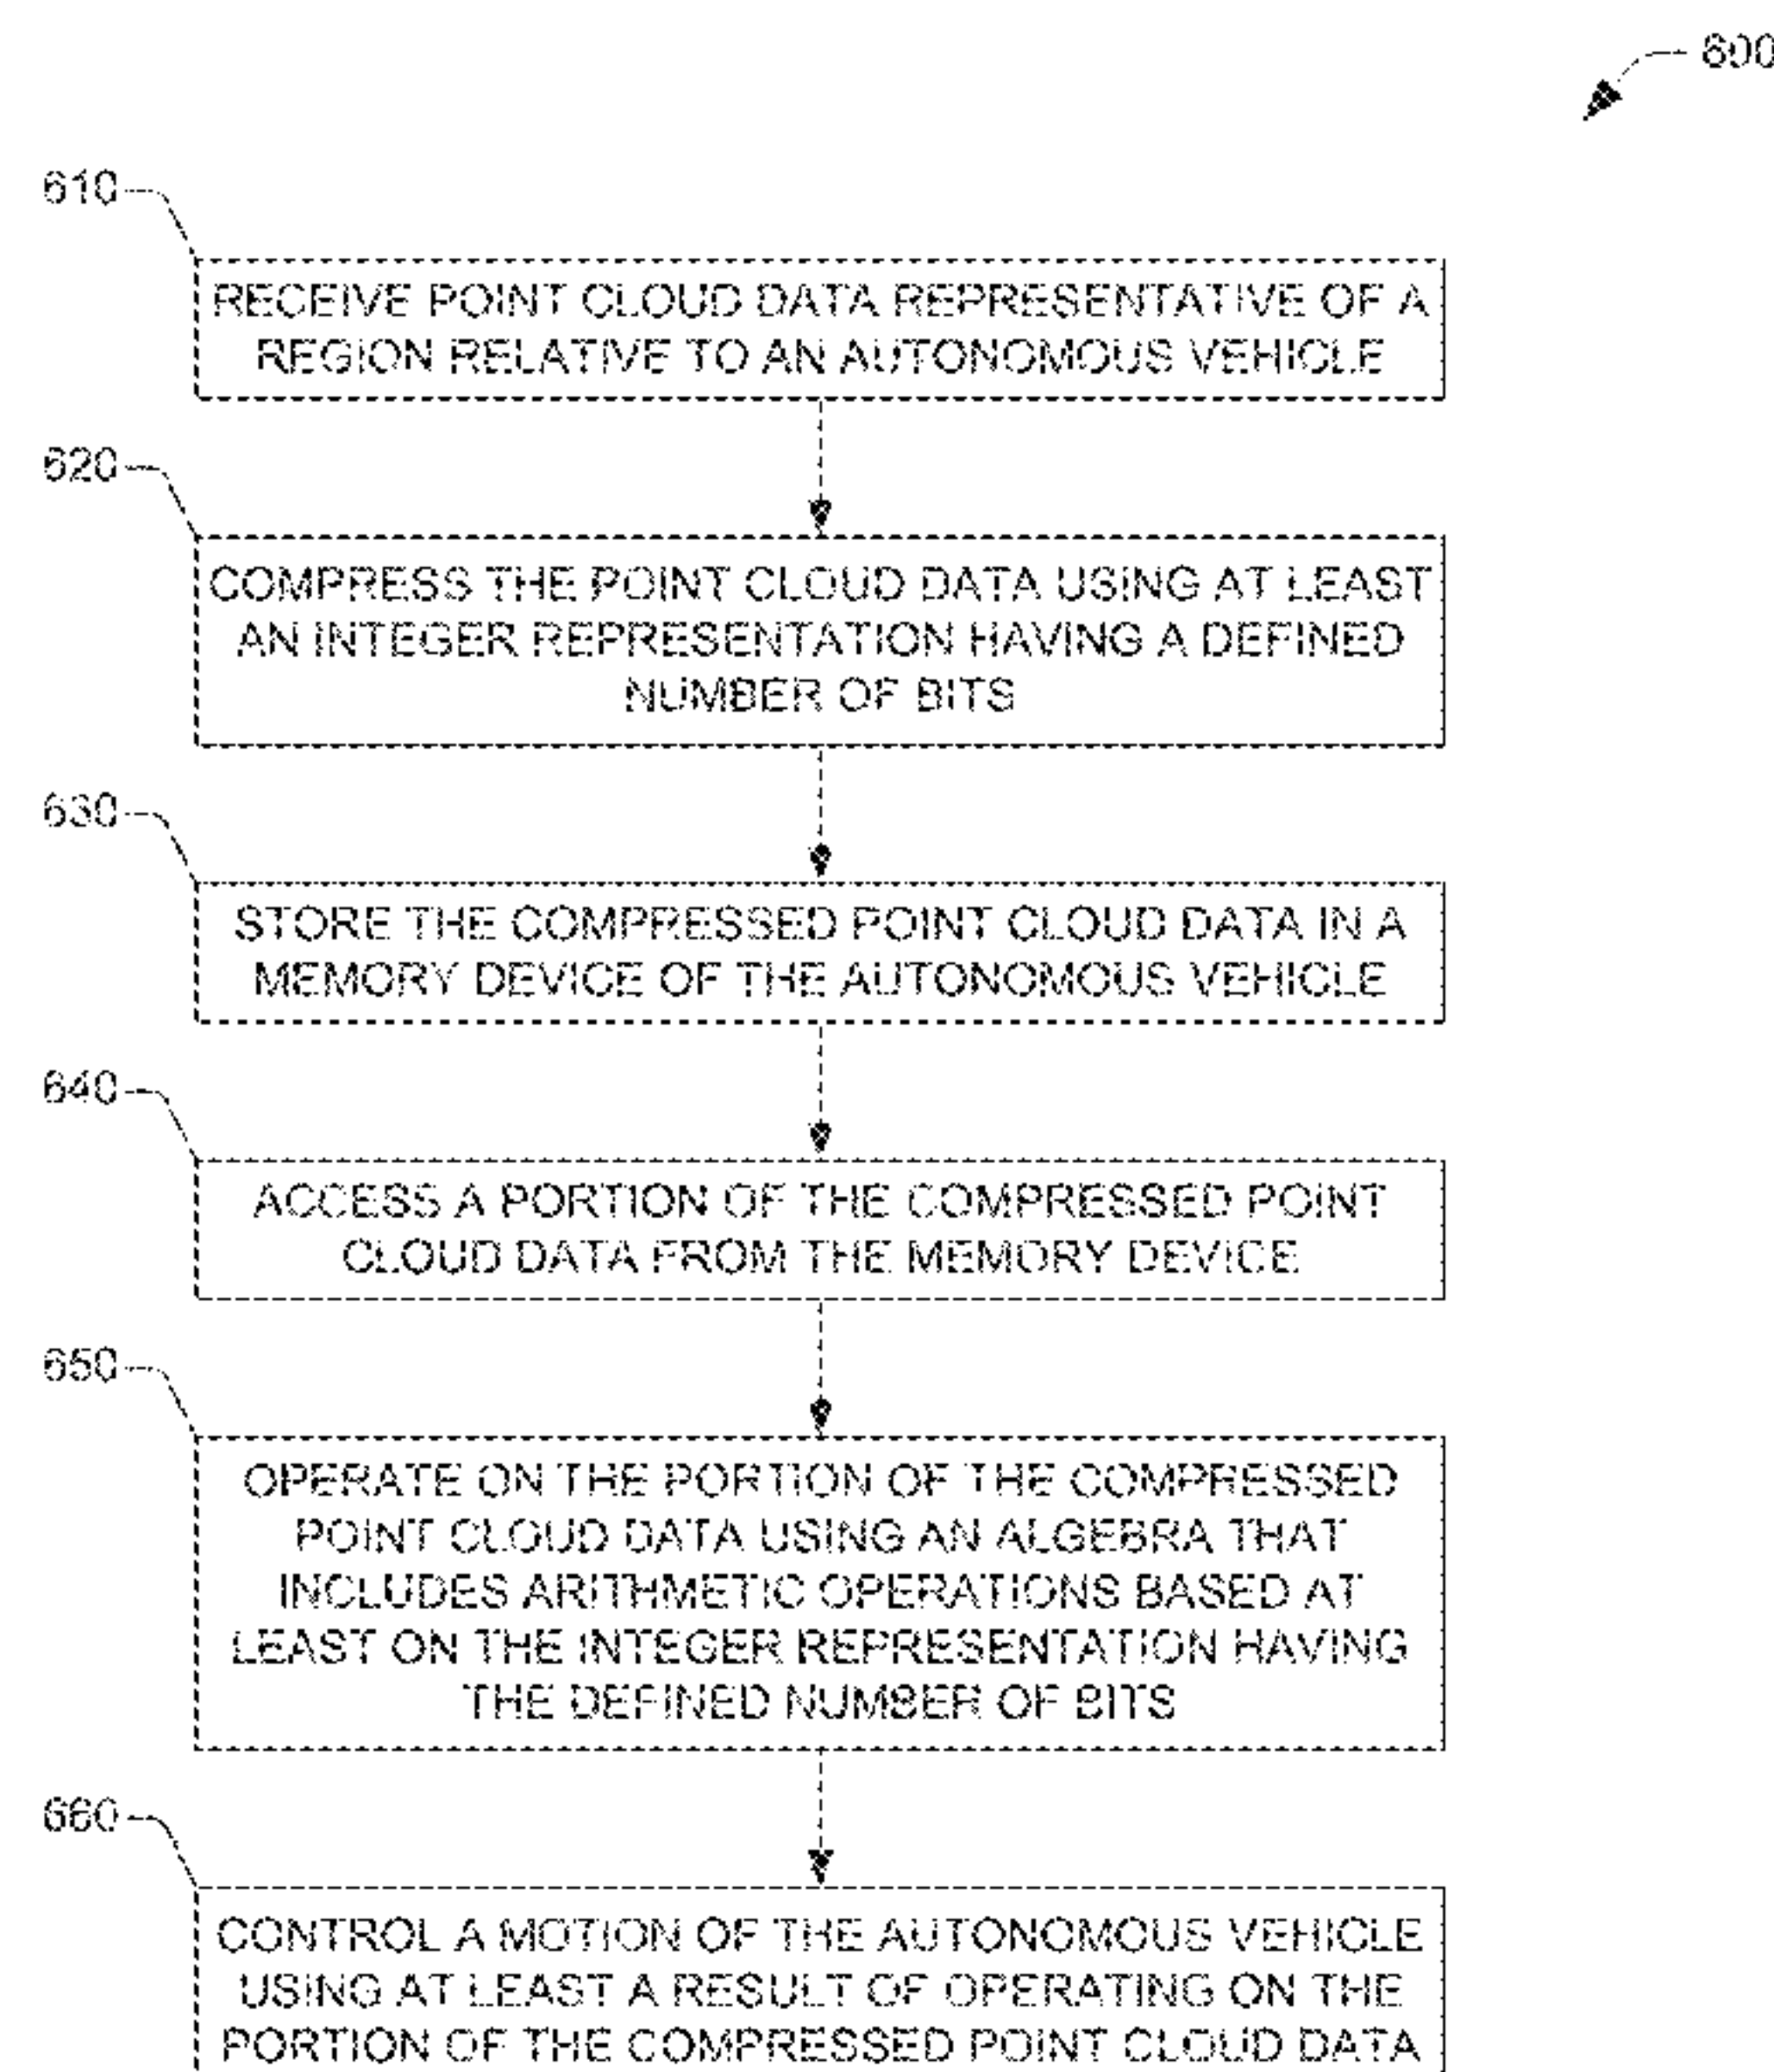 600
610
RECEIVE POINT CLOUD DATA REPRESENTATIVE OF A
REGION RELATIVE TO AN AUTONOMOUS VEHICLE
620
COMPRESS THE POINT CLOUD DATA USING AT LEAST
AN INTEGER REPRESENTATION HAVING A DEFINED
NUMBER OF BITS
630
STORE THE COMPRESSED POINT CLOUD DATA IN A
MEMORY DEVICE OF THE AUTONOMOUS VEHICLE
640
ACCESS A PORTION OF THE COMPRESSED POINT
CLOUD DATA FROM THE MEMORY DEVICE
650
OPERATE ON THE PORTION OF THE COMPRESSED
POINT CLOUD DATA USING AN ALGEBRA THAT
INCLUDES ARITHMETIC OPERATIONS BASED AT
LEAST ON THE INTEGER REPRESENTATION HAVING
THE DEFINED NUMBER OF BITS
660
CONTROL A MOTION OF THE AUTONOMOUS VEHICLE
USING AT LEAST A RESULT OF OPERATING ON THE
PORTION OF THE COMPRESSED POINT CLOUD DATA